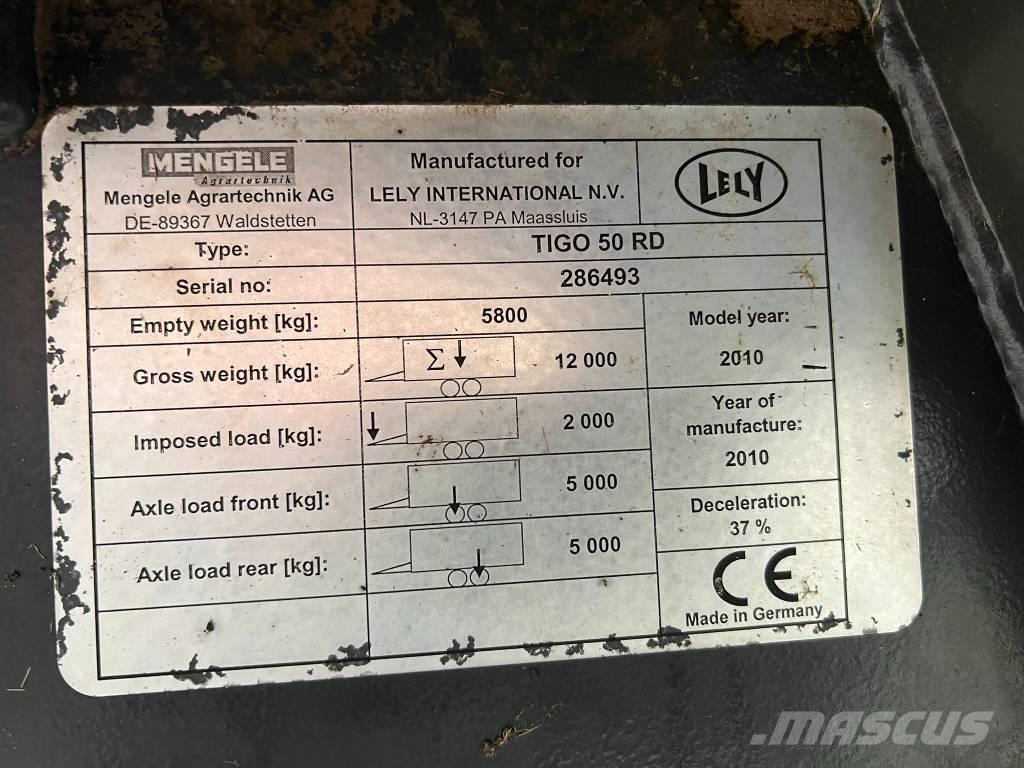 MENGELE
Agrartechnik
Mengele Agrartechnik AG
DE-89367 Waldstetten
Manufactured for
LELY INTERNATIONAL N.V.
NL-3147 PA Maassluis
LELY
Type: TIGO 50 RD
Serial no: 286493
Empty weight [kg]: 5800
Gross weight [kg]: Σ 12 000
Imposed load [kg]: 2 000
Axle load front [kg]: 5 000
Axle load rear [kg]: 5 000
Model year:
2010
Year of
manufacture:
2010
Deceleration:
37 %
CE
Made in Germany
MASCUS